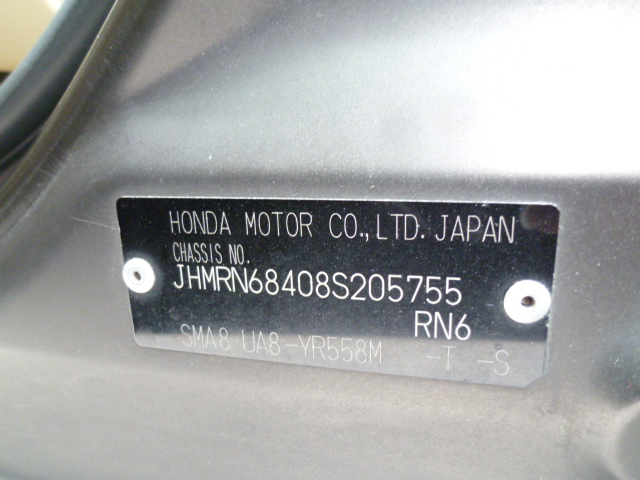 HONDA MOTOR CO.,LTD. JAPAN
CHASSIS NO.
JHMRN68408S205755
RN6
SMA8 UA8-YR558M -T -S